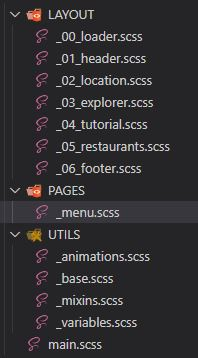 LAYOUT
_00_loader.scss
_01_header.scss
_02_location.scss
_03_explorer.scss
_04_tutorial.scss
_05_restaurants.scss
_06_footer.scss
PAGES
_menu.scss
UTILS
_animations.scss
_base.scss
_mixins.scss
_variables.scss
main.scss